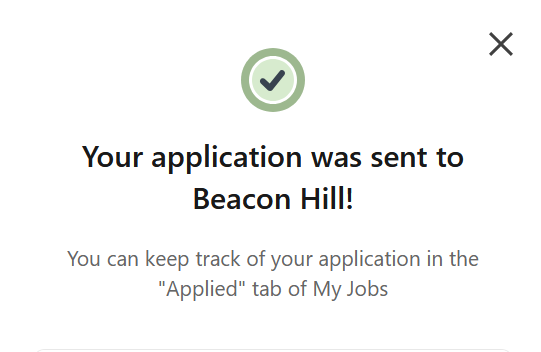 Your application was sent to
Beacon Hill!
You can keep track of your application in the
"Applied" tab of My Jobs